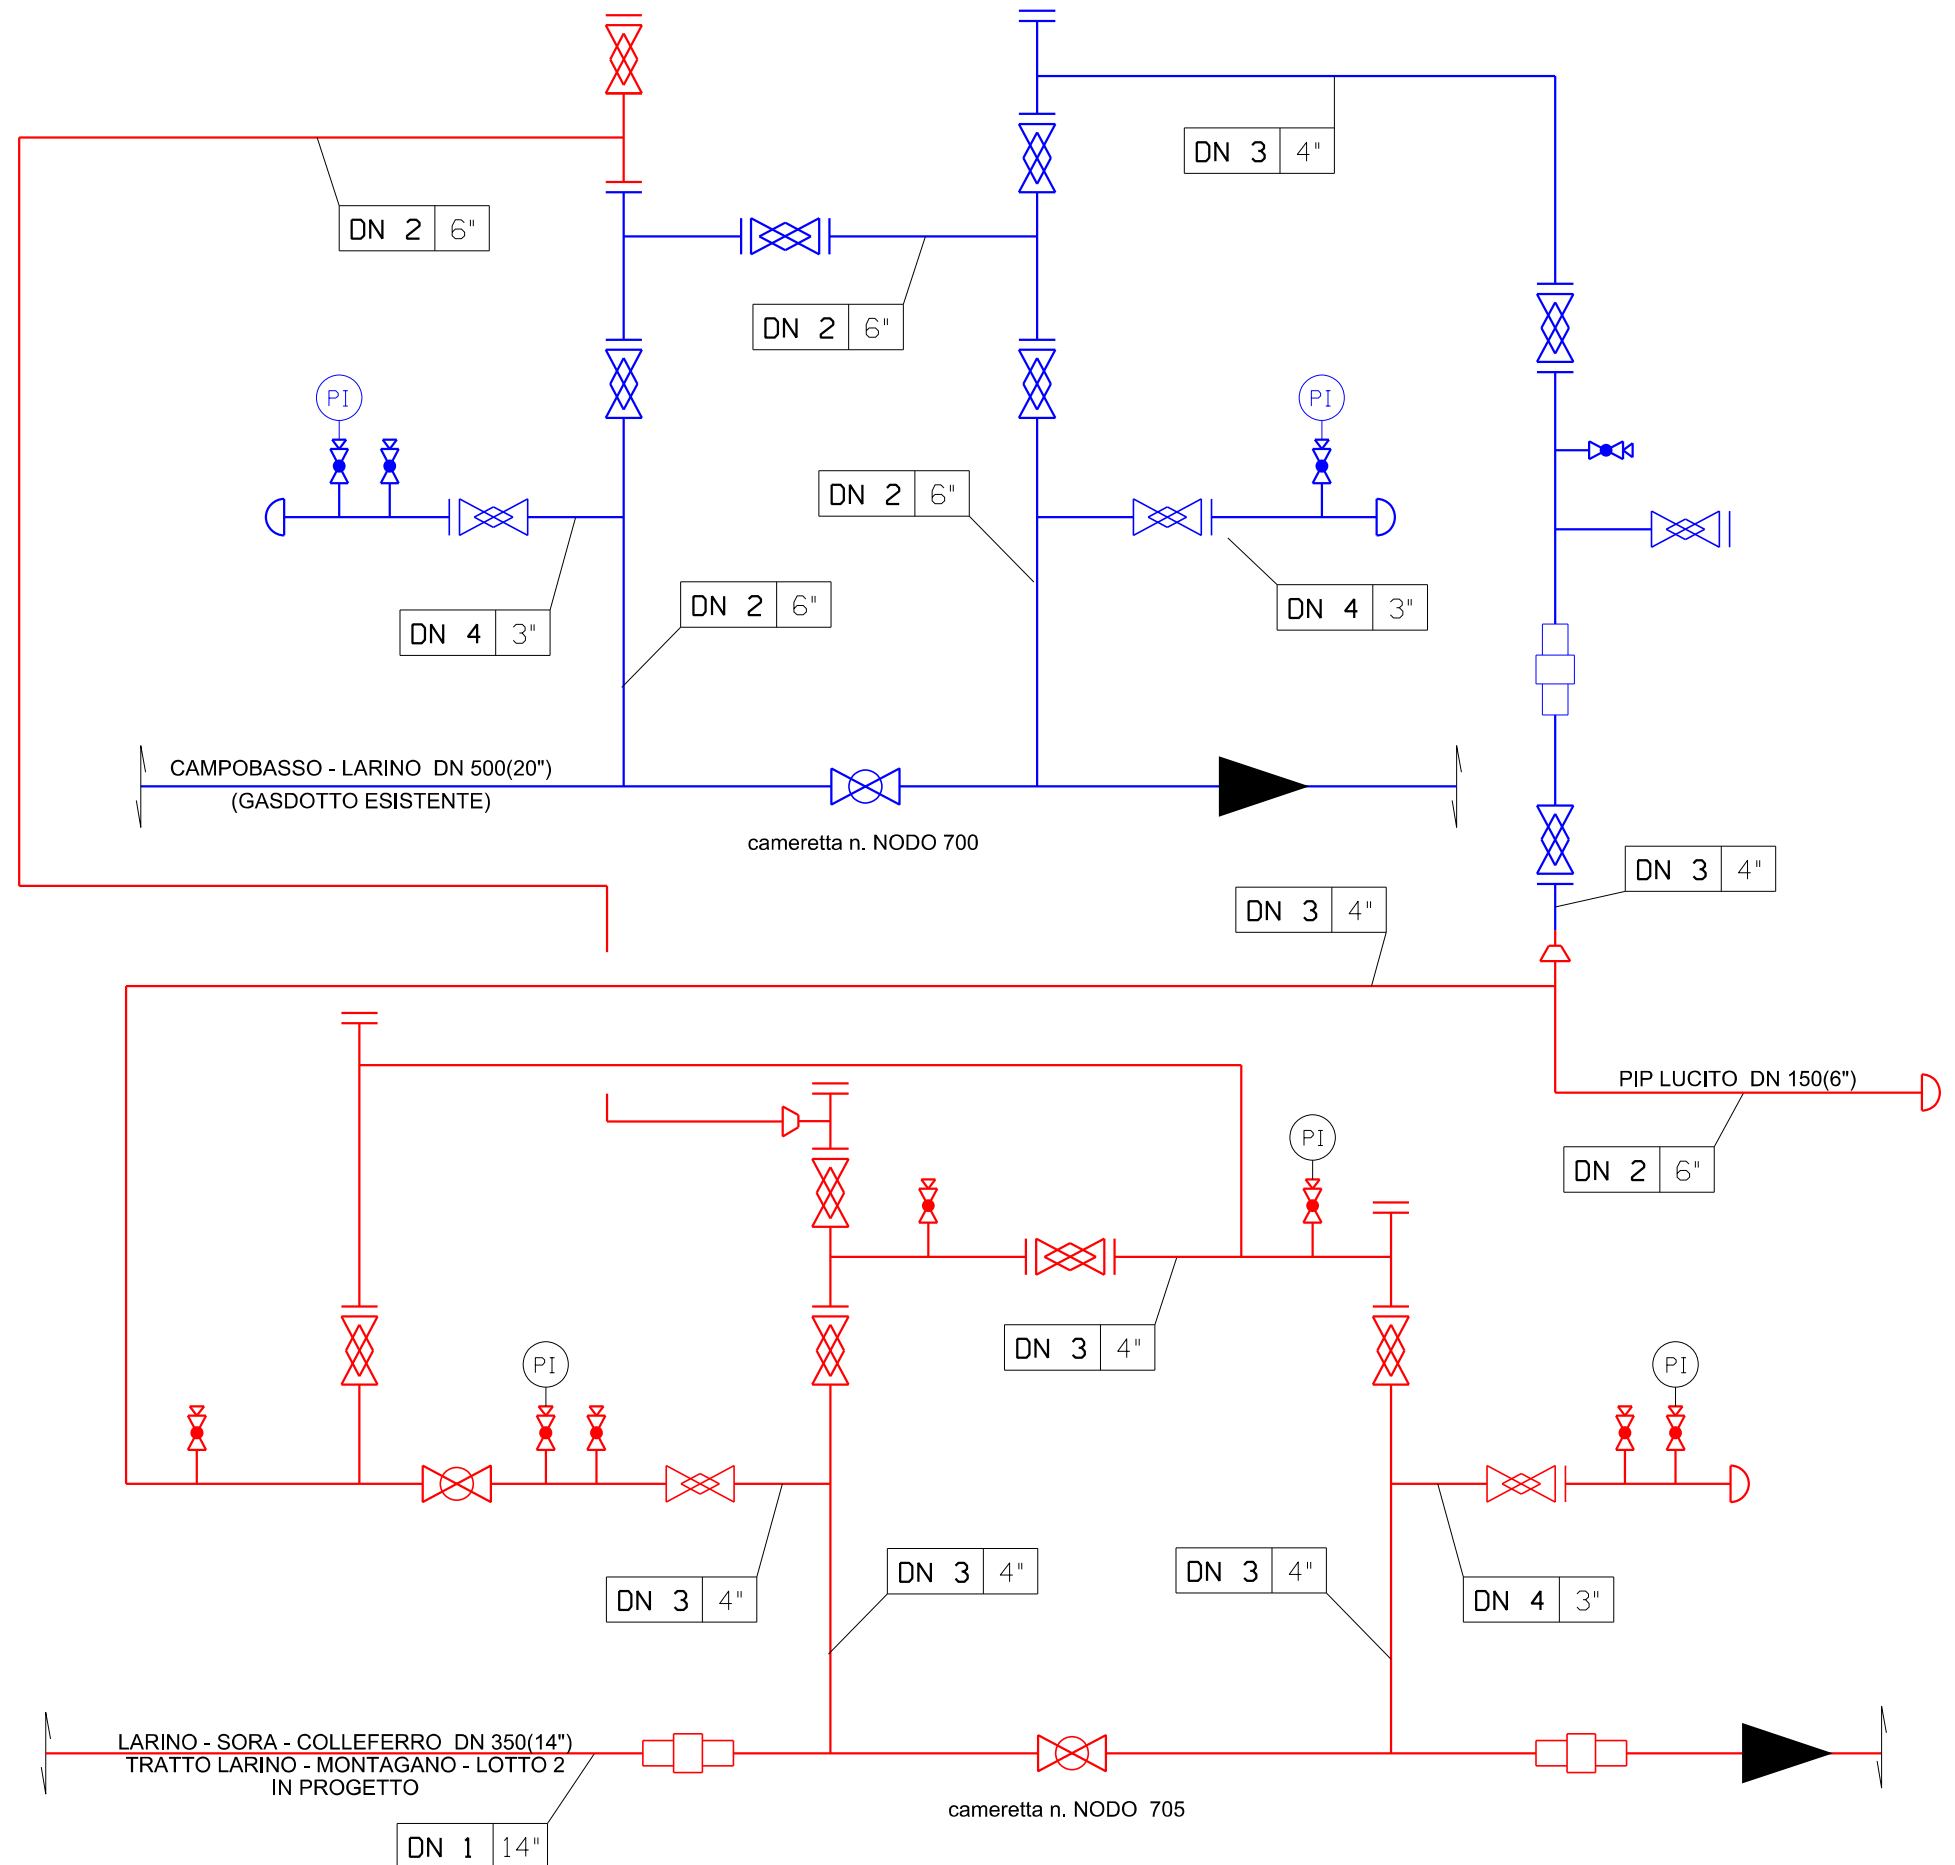 DN 3 4"
DN 2 6"
DN 2 6"
PI
PI
DN 2 6"
DN 2 6"
DN 4 3"
DN 4 3"
CAMPOBASSO - LARINO DN 500(20")
(GASDOTTO ESISTENTE)
cameretta n. NODO 700
DN 3 4"
DN 3 4"
PIP LUCITO DN 150(6")
PI
DN 2 6"
DN 3 4"
PI
PI
DN 3 4"
DN 3 4"
DN 3 4"
DN 4 3"
LARINO - SORA - COLLEFERRO DN 350(14")
TRATTO LARINO - MONTAGANO - LOTTO 2
IN PROGETTO
cameretta n. NODO 705
DN 1 14"